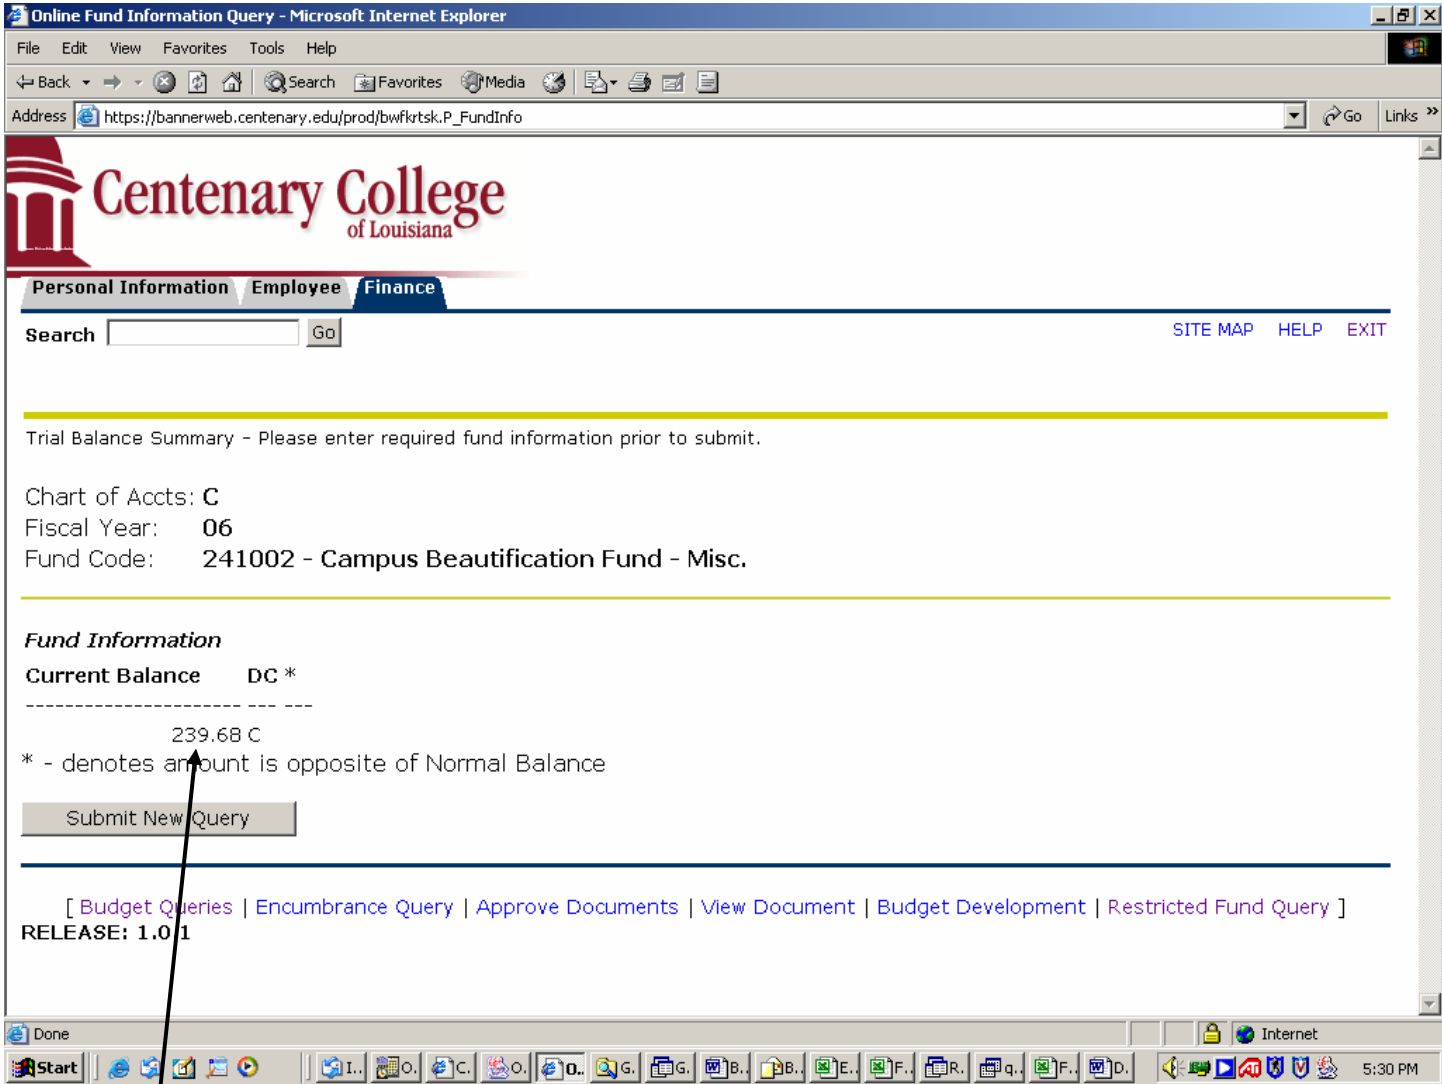 Online Fund Information Query - Microsoft Internet Explorer
File Edit View Favorites Tools Help
Back Search Favorites Media
Address https://bannerweb.centenary.edu/prod/bwfkrtsk.P_FundInfo Go Links »
Centenary College
of Louisiana
Personal Information Employee Finance
Search Go SITE MAP HELP EXIT
Trial Balance Summary - Please enter required fund information prior to submit.
Chart of Accts: C
Fiscal Year: 06
Fund Code: 241002 - Campus Beautification Fund - Misc.
Fund Information
Current Balance DC *
---------------------- --- ---
239.68 C
* - denotes amount is opposite of Normal Balance
Submit New Query
[ Budget Queries | Encumbrance Query | Approve Documents | View Document | Budget Development | Restricted Fund Query ]
RELEASE: 1.0.1
Done Internet
Start I... O... C... O... O... G... G... B... B... E... F... R... q... F... D... 5:30 PM